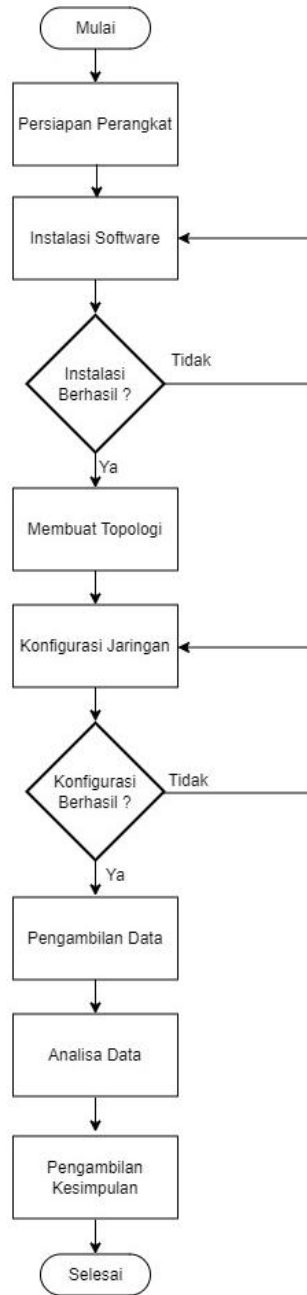 Mulai
Persiapan Perangkat
Instalasi Software
Instalasi
Berhasil ?
Tidak
Ya
Membuat Topologi
Konfigurasi Jaringan
Konfigurasi
Berhasil ?
Tidak
Ya
Pengambilan Data
Analisa Data
Pengambilan
Kesimpulan
Selesai